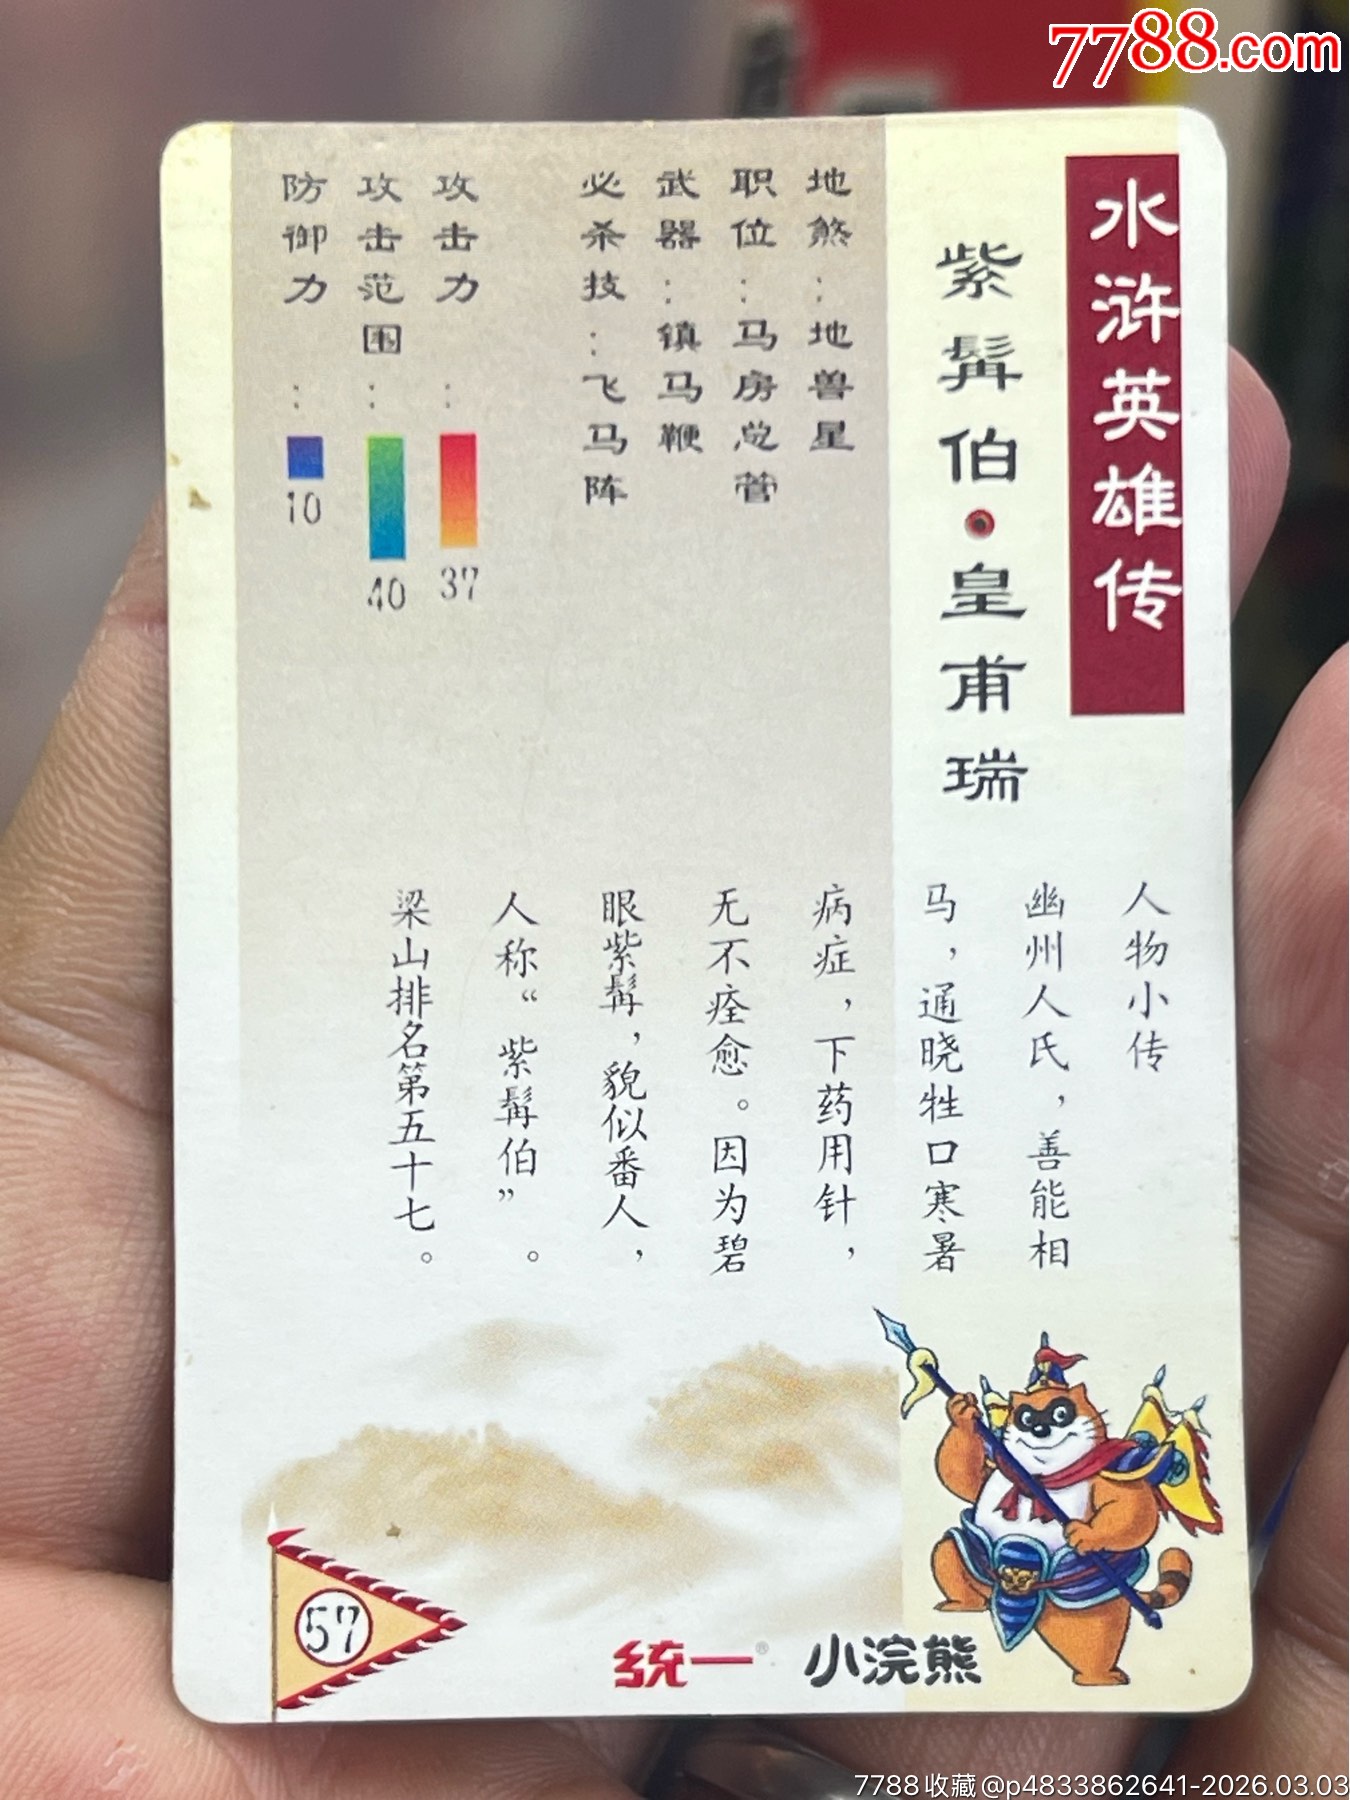 7788.com
水浒英雄传
紫髯伯·皇甫瑞
地煞:地兽星
职位:马房总管
武器:镇马鞭
必杀技:飞马阵
攻击力:37
攻击范围:40
防御力:10
人物小传
幽州人氏,善能相
马,通晓牲口寒暑
病症,下药用针,
无不痊愈。因为碧
眼紫髯,貌似番人,
人称“紫髯伯”。
梁山排名第五十七。
57
统一® 小浣熊
7788收藏@p4833862641-2026.03.03